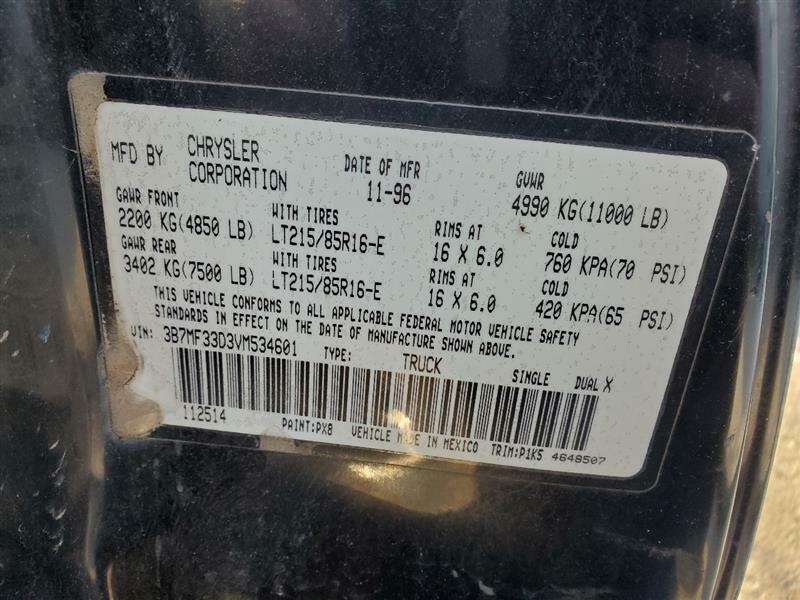 MFD BY CHRYSLER CORPORATION DATE OF MFR 11-96 GVWR 4990 KG(11000 LB)
GAWR FRONT WITH TIRES RIMS AT COLD
2200 KG(4850 LB) LT215/85R16-E 16 X 6.0 760 KPA(70 PSI)
GAWR REAR WITH TIRES RIMS AT COLD
3402 KG(7500 LB) LT215/85R16-E 16 X 6.0 420 KPA(65 PSI)
THIS VEHICLE CONFORMS TO ALL APPLICABLE FEDERAL MOTOR VEHICLE SAFETY
STANDARDS IN EFFECT ON THE DATE OF MANUFACTURE SHOWN ABOVE.
VIN: 3B7MF33D3VM534601 TYPE: TRUCK SINGLE DUAL X
112514 PAINT:PX8 VEHICLE MADE IN MEXICO TRIM:P1K5 4648507